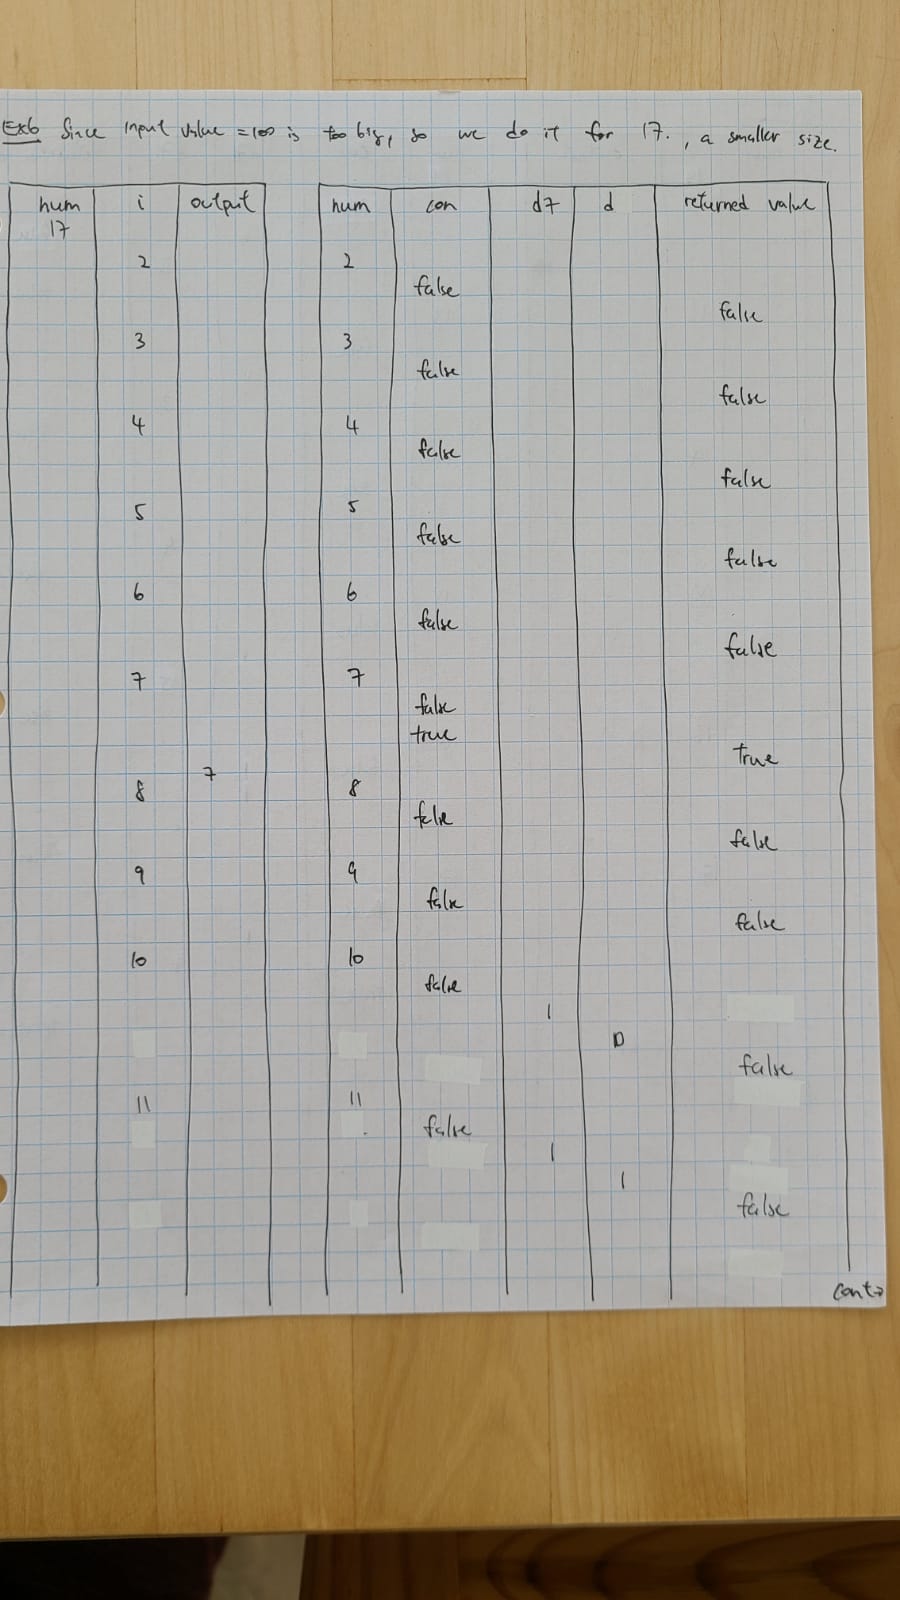 Ex6 Since input value = 100 is too big, so we do it for 17. , a smaller size.
num i output num con d7 d returned value
17
2 2
false
false
3 3
false
false
4 4
false
false
5 5
false
false
6 6
false
false
7 7
false
true
true
7
8 8
false
false
9 9
false
false
10 10
false
1
0
false
11 11
false
1
1
false
cont→